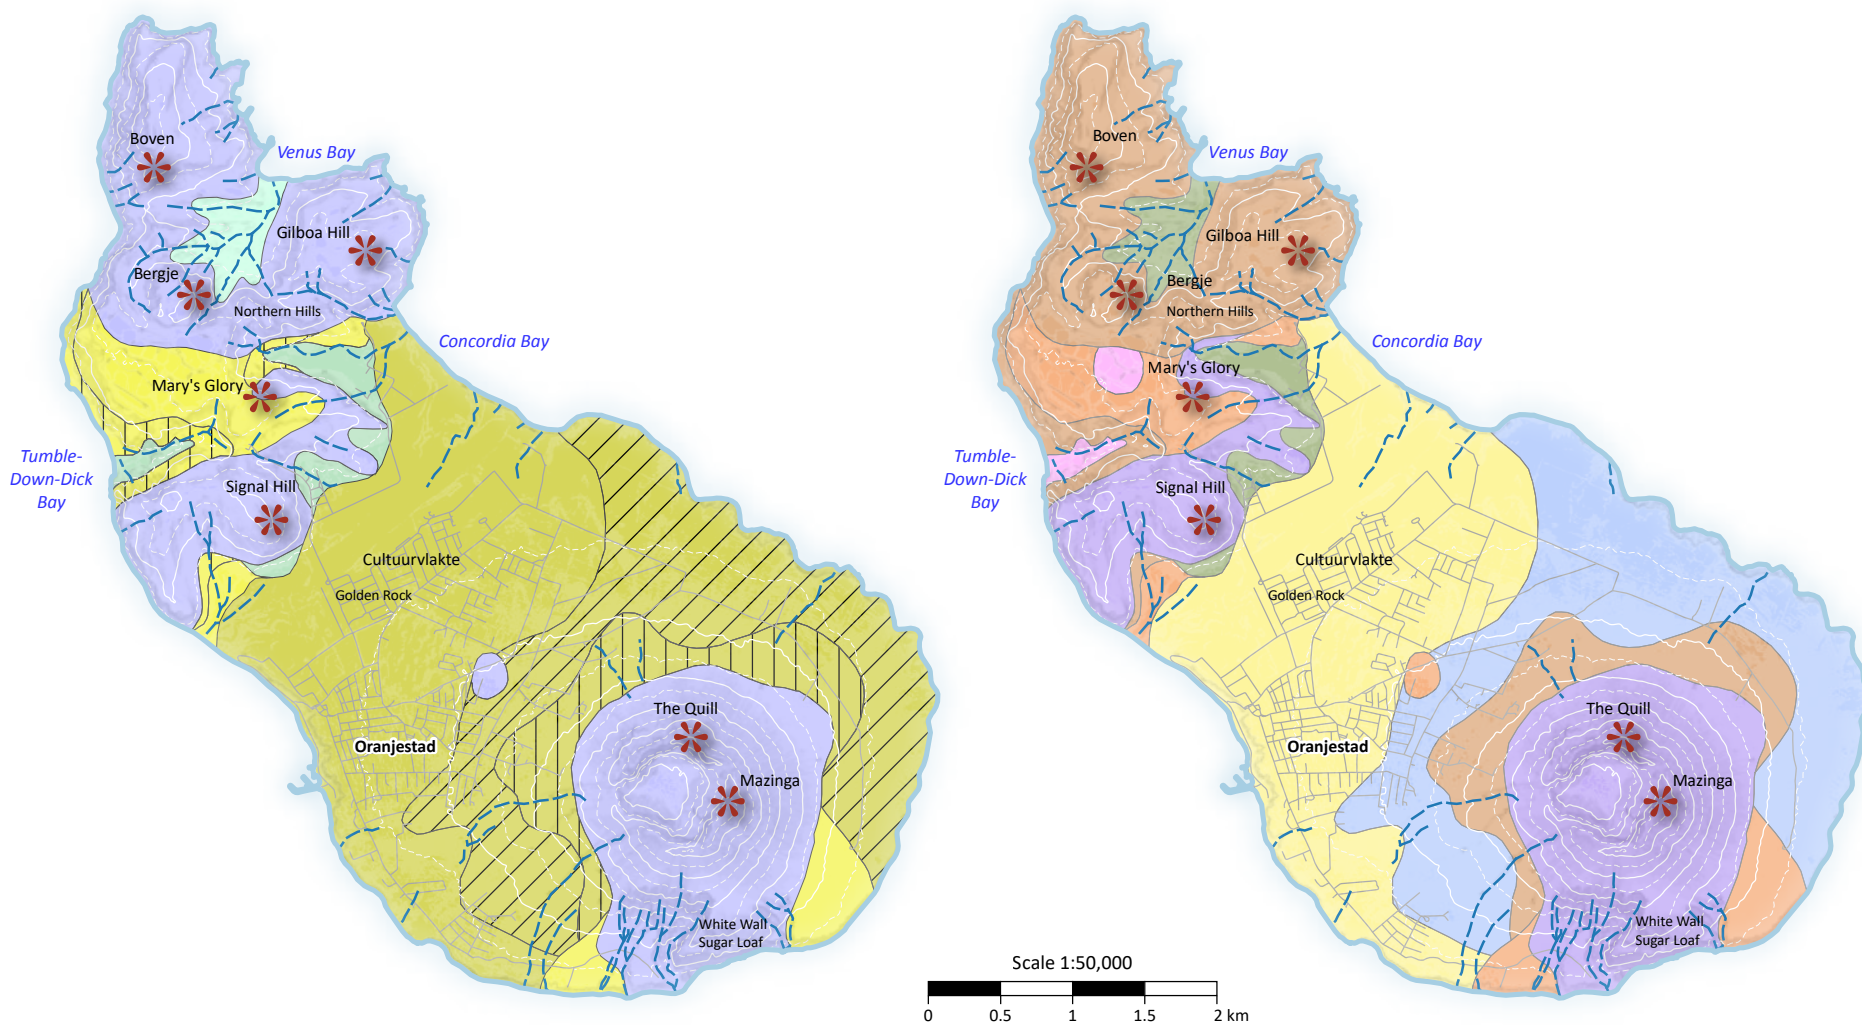 Boven
Venus Bay
Gilboa Hill
Bergje
Northern Hills
Concordia Bay
Mary's Glory
Tumble-
Down-Dick
Bay
Signal Hill
Cultuurvlakte
Golden Rock
The Quill
Oranjestad
Mazinga
White Wall
Sugar Loaf
Boven
Venus Bay
Gilboa Hill
Bergje
Northern Hills
Concordia Bay
Mary's Glory
Tumble-
Down-Dick
Bay
Signal Hill
Cultuurvlakte
Golden Rock
The Quill
Oranjestad
Mazinga
White Wall
Sugar Loaf
Scale 1:50,000
0 0.5 1 1.5 2 km